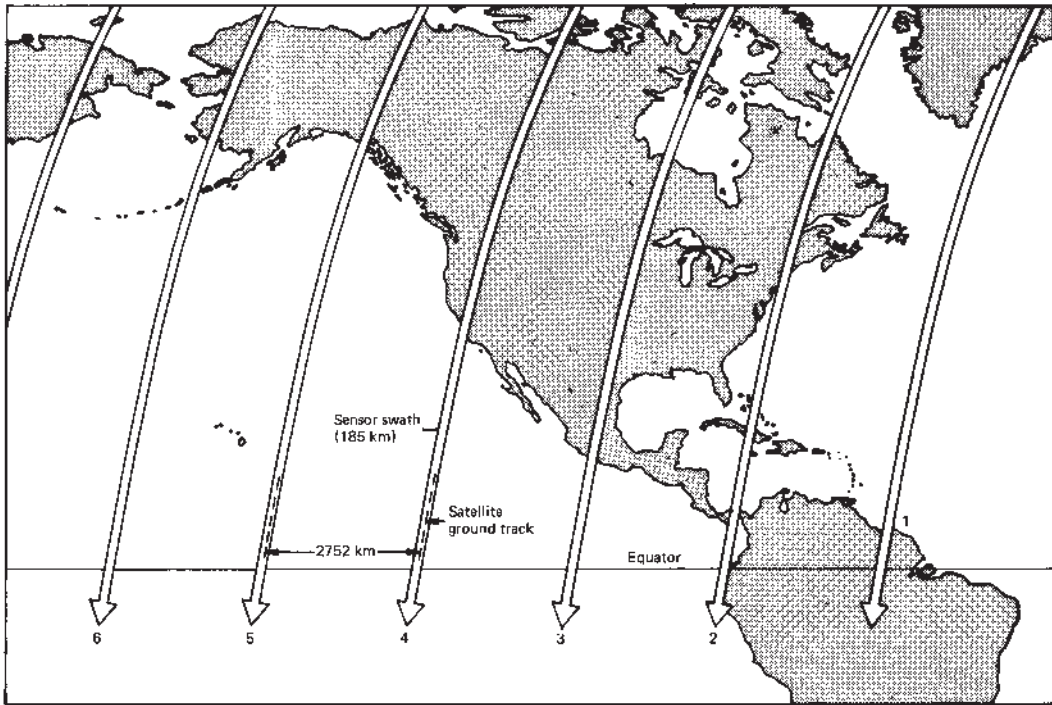 Sensor swath
(185 km)
Satellite
ground track
2752 km
Equator
1
6
5
4
3
2